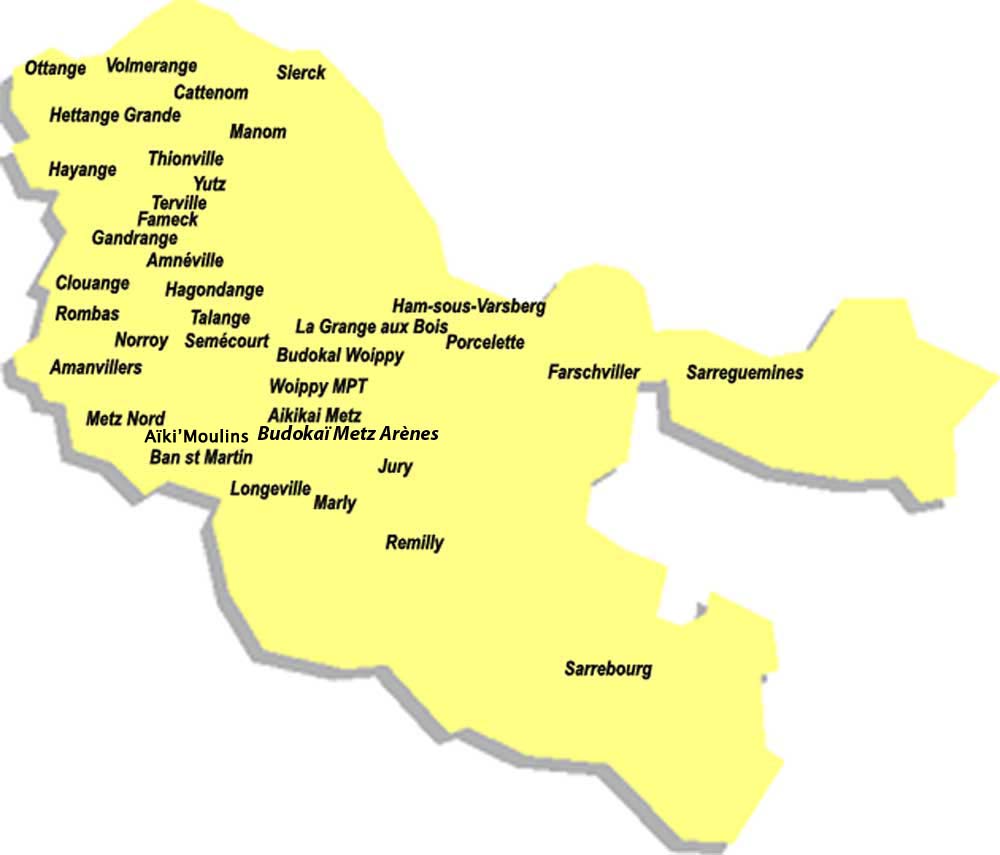 Ottange
Volmerange
Sierck
Cattenom
Hettange Grande
Manom
Thionville
Hayange
Yutz
Terville
Fameck
Gandrange
Amnéville
Clouange
Hagondange
Ham-sous-Varsberg
Rombas
Talange
La Grange aux Bois
Norroy
Semécourt
Porcelette
Budokal Woippy
Amanvillers
Farschviller
Sarreguemines
Woippy MPT
Aikikai Metz
Metz Nord
Aïki'Moulins
Budokaï Metz Arènes
Ban st Martin
Jury
Longeville
Marly
Remilly
Sarrebourg